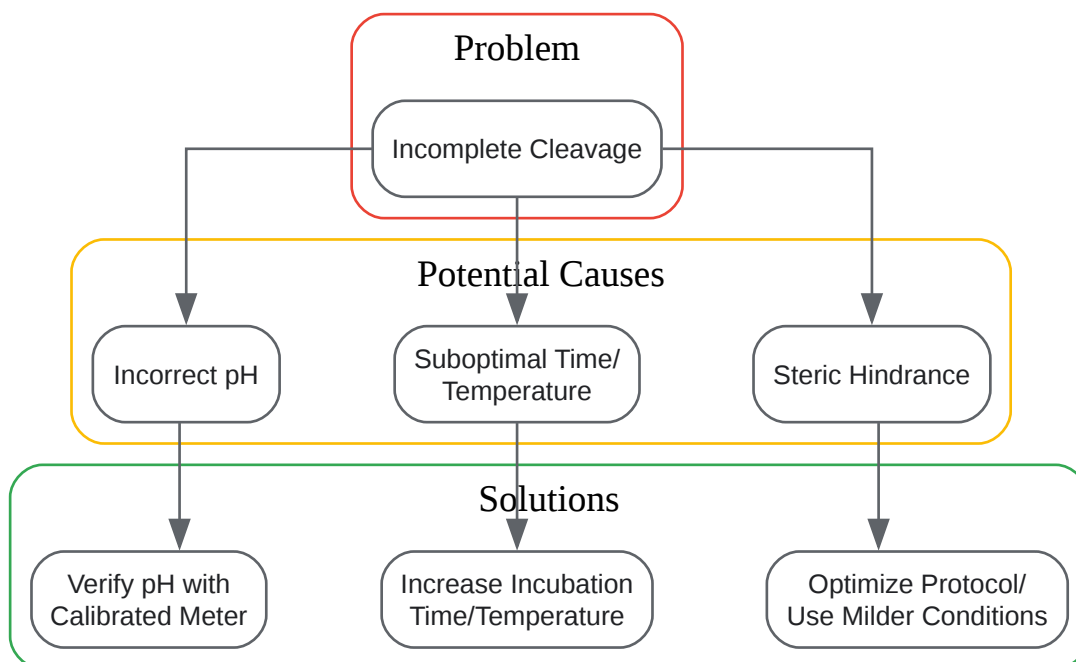 Problem
Incomplete Cleavage
Potential Causes
Incorrect pH
Suboptimal Time/
Temperature
Steric Hindrance
Solutions
Verify pH with
Calibrated Meter
Increase Incubation
Time/Temperature
Optimize Protocol/
Use Milder Conditions